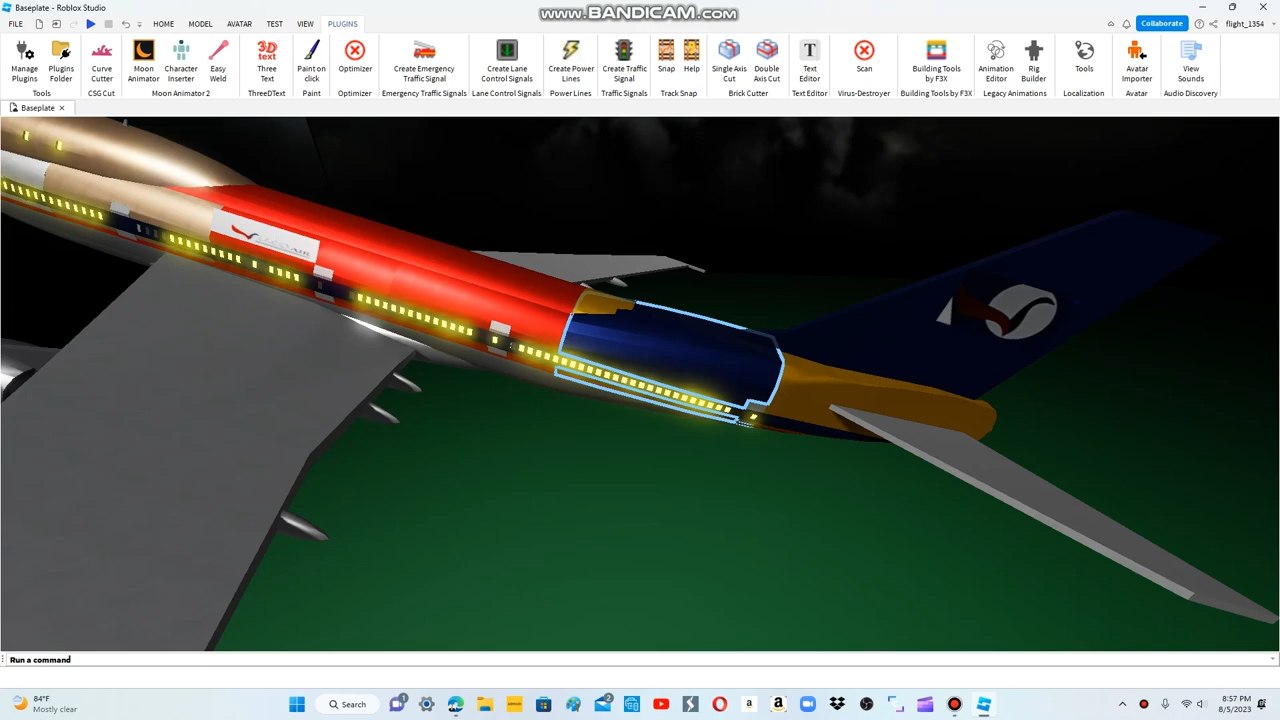 Baseplate - Roblox Studio
www.BANDICAM.com
FILE HOME MODEL AVATAR TEST VIEW PLUGINS
Collaborate flight_1354
Manage Plugins
Plugins Folder
Curve Cutter
Moon Animator
Character Inserter
Easy Weld
Three Text
Paint on click
Optimizer
Create Emergency Traffic Signal
Create Lane Control Signals
Create Power Lines
Create Traffic Signal
Snap
Help
Single Axis Cut
Double Axis Cut
Text Editor
Scan
Building Tools by F3X
Animation Editor
Rig Builder
Tools
Avatar Importer
View Sounds
Tools CSG Cut Moon Animator 2 ThreeDText Paint Optimizer Emergency Traffic Signals Lane Control Signals Power Lines Traffic Signals Track Snap Brick Cutter Text Editor Virus-Destroyer Building Tools by F3X Legacy Animations Localization Avatar Audio Discovery
Baseplate
Run a command
84°F
Mostly clear
Search
1
2
8:57 PM
8/5/2023